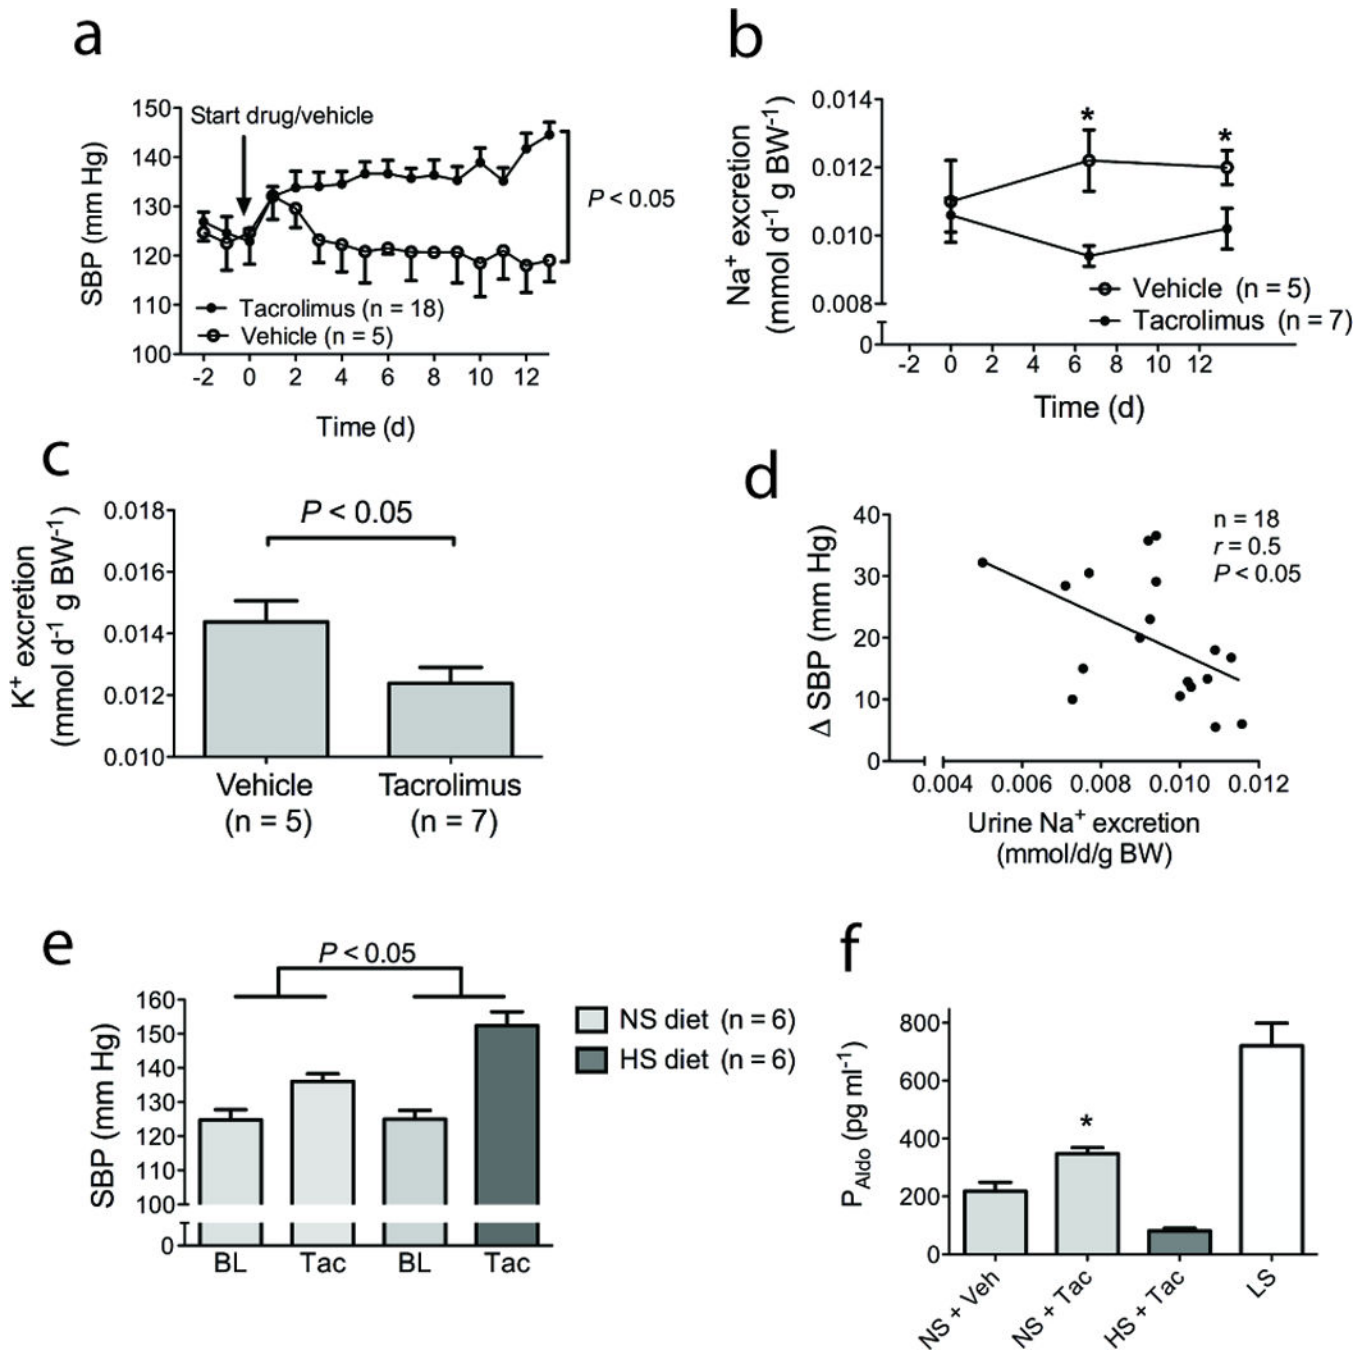 a
150
140
130
120
110
100
SBP (mm Hg)
Start drug/vehicle
P < 0.05
Tacrolimus (n = 18)
Vehicle (n = 5)
-2 0 2 4 6 8 10 12
Time (d)
b
0.014
0.012
0.010
0.008
0
Na⁺ excretion
(mmol d⁻¹ g BW⁻¹)
*
*
Vehicle (n = 5)
Tacrolimus (n = 7)
-2 0 2 4 6 8 10 12
Time (d)
c
0.018
0.016
0.014
0.012
0.010
K⁺ excretion
(mmol d⁻¹ g BW⁻¹)
P < 0.05
Vehicle
(n = 5)
Tacrolimus
(n = 7)
d
40
30
20
10
0
Δ SBP (mm Hg)
n = 18
r = 0.5
P < 0.05
0.004 0.006 0.008 0.010 0.012
Urine Na⁺ excretion
(mmol/d/g BW)
e
P < 0.05
160
150
140
130
120
110
100
0
SBP (mm Hg)
NS diet (n = 6)
HS diet (n = 6)
BL Tac BL Tac
f
800
600
400
200
0
P_Aldo (pg ml⁻¹)
*
NS + Veh
NS + Tac
HS + Tac
LS